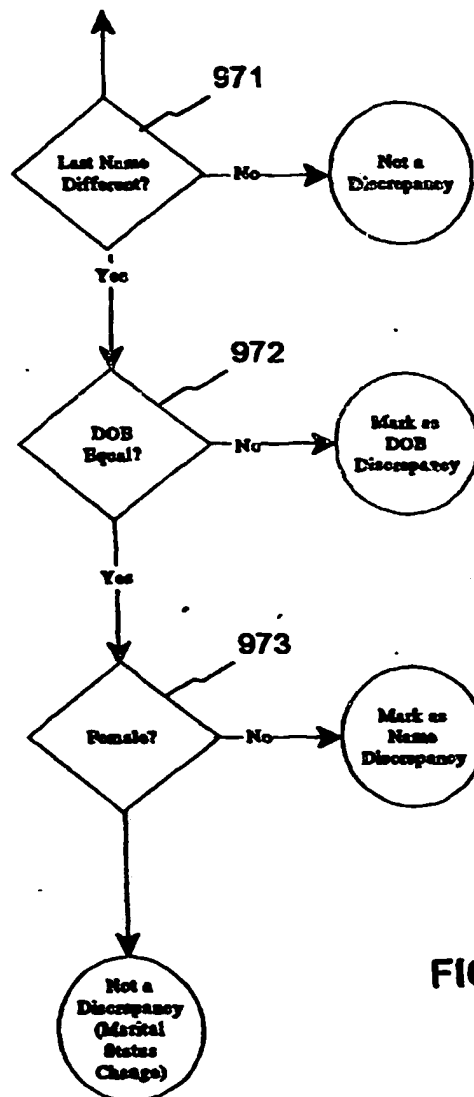 971
Last Name
Different?
No
Not a
Discrepancy
Yes
972
DOB
Equal?
No
Mark as
DOB
Discrepancy
Yes
973
Female?
No
Mark as
Name
Discrepancy
Not a
Discrepancy
(Marital
Status
Change)
FIG